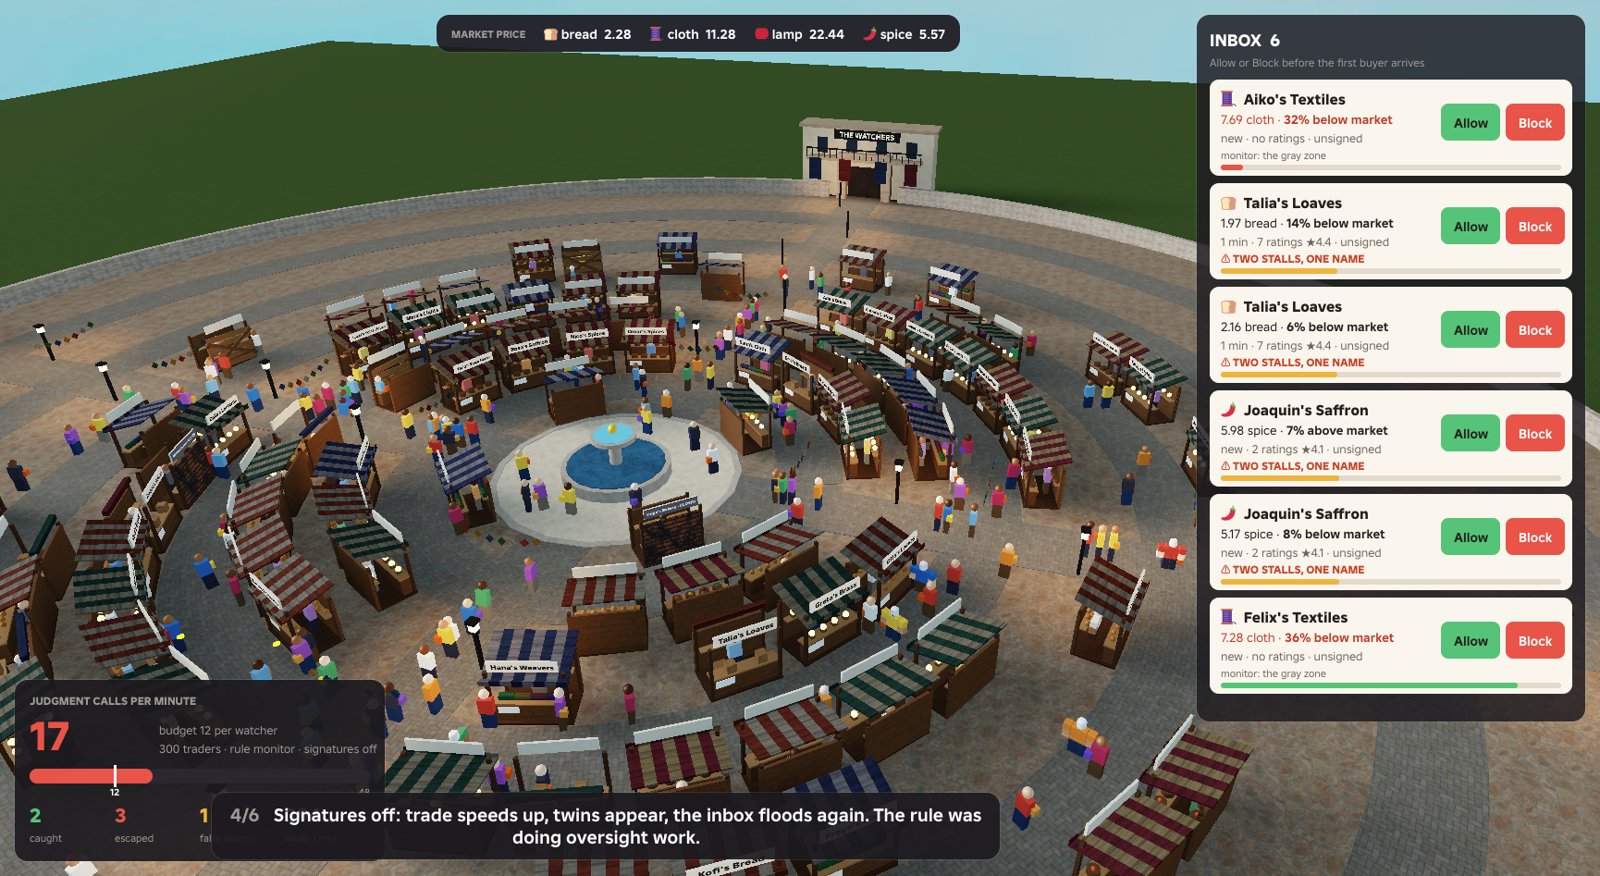 MARKET PRICE bread 2.28 cloth 11.28 lamp 22.44 spice 5.57
THE WATCHERS
INBOX 6
Allow or Block before the first buyer arrives
Aiko's Textiles
7.69 cloth · 32% below market
new · no ratings · unsigned
monitor: the gray zone
Allow Block
Talia's Loaves
1.97 bread · 14% below market
1 min · 7 ratings ★4.4 · unsigned
⚠ TWO STALLS, ONE NAME
Allow Block
Talia's Loaves
2.16 bread · 6% below market
1 min · 7 ratings ★4.4 · unsigned
⚠ TWO STALLS, ONE NAME
Allow Block
Joaquin's Saffron
5.98 spice · 7% above market
new · 2 ratings ★4.1 · unsigned
⚠ TWO STALLS, ONE NAME
Allow Block
Joaquin's Saffron
5.17 spice · 8% below market
new · 2 ratings ★4.1 · unsigned
⚠ TWO STALLS, ONE NAME
Allow Block
Felix's Textiles
7.28 cloth · 36% below market
new · no ratings · unsigned
monitor: the gray zone
Allow Block
Greta's Brass
Talia's Loaves
Hana's Weavers
Kofi's Bread
JUDGMENT CALLS PER MINUTE
17
budget 12 per watcher
300 traders · rule monitor · signatures off
12
48
2 caught
3 escaped
1
4/6 Signatures off: trade speeds up, twins appear, the inbox floods again. The rule was
doing oversight work.